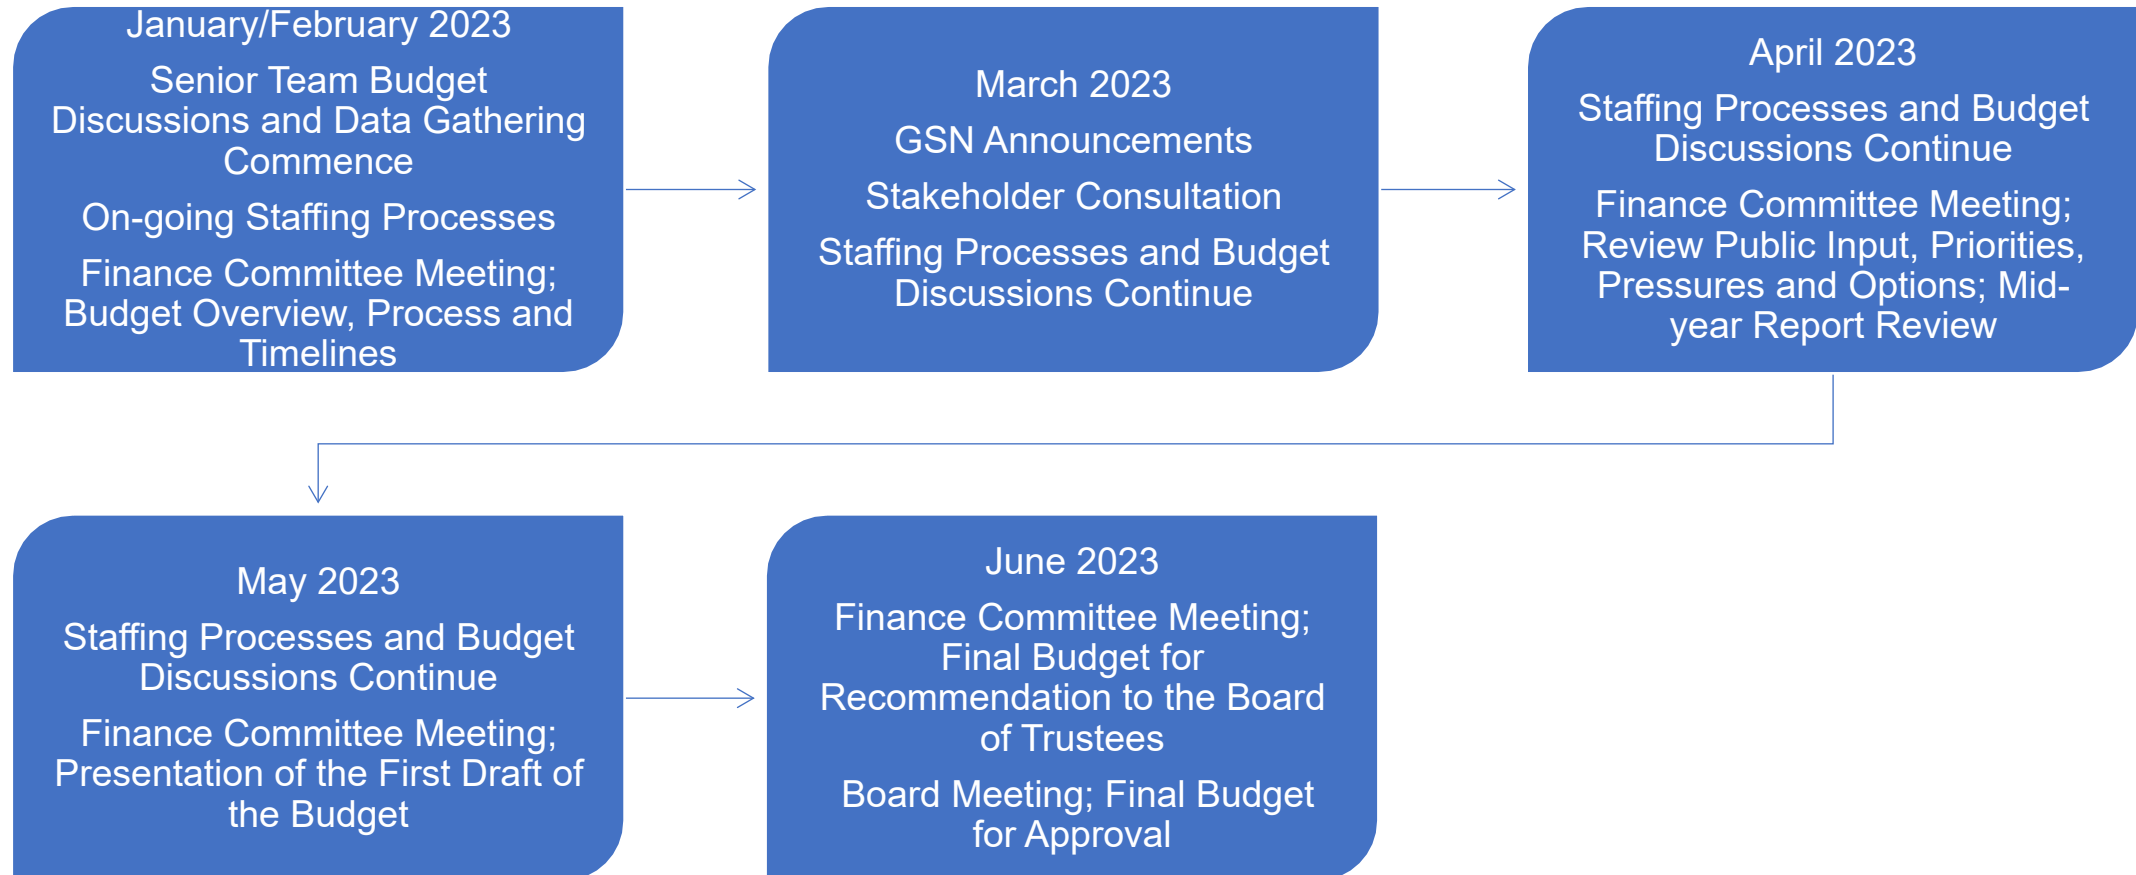 January/February 2023
Senior Team Budget
Discussions and Data Gathering
Commence
On-going Staffing Processes
Finance Committee Meeting;
Budget Overview, Process and
Timelines
March 2023
GSN Announcements
Stakeholder Consultation
Staffing Processes and Budget
Discussions Continue
April 2023
Staffing Processes and Budget
Discussions Continue
Finance Committee Meeting;
Review Public Input, Priorities,
Pressures and Options; Mid-
year Report Review
May 2023
Staffing Processes and Budget
Discussions Continue
Finance Committee Meeting;
Presentation of the First Draft of
the Budget
June 2023
Finance Committee Meeting;
Final Budget for
Recommendation to the Board
of Trustees
Board Meeting; Final Budget
for Approval